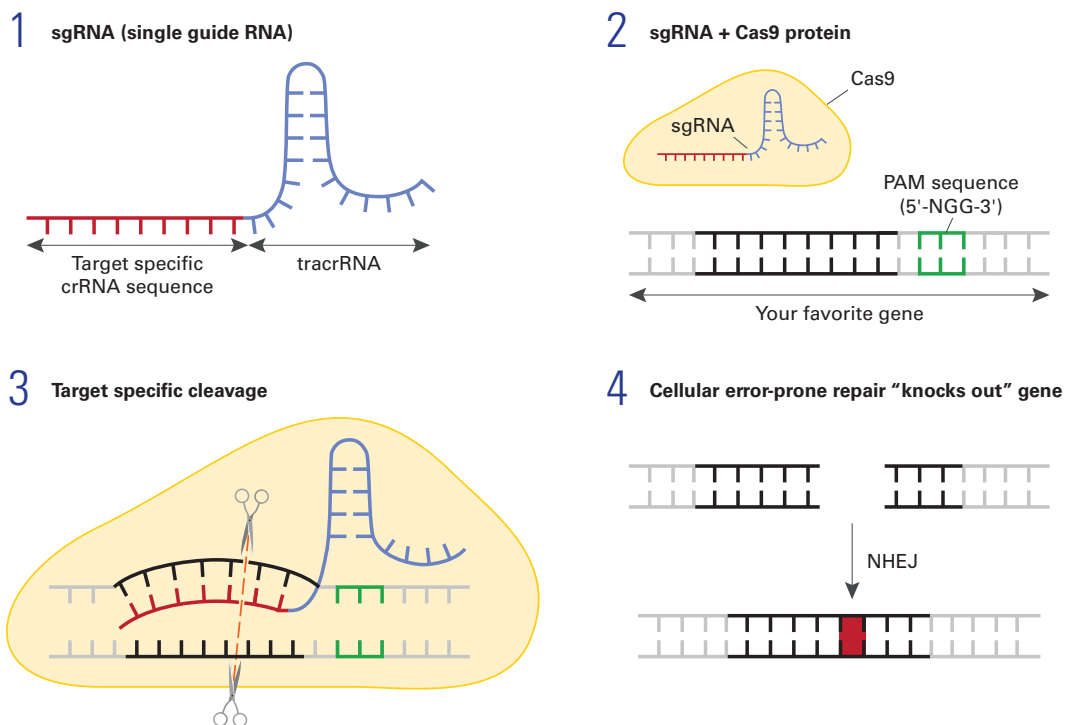 1 sgRNA (single guide RNA)
Target specific
crRNA sequence
tracrRNA
2 sgRNA + Cas9 protein
Cas9
sgRNA
PAM sequence
(5'-NGG-3')
Your favorite gene
3 Target specific cleavage
4 Cellular error-prone repair “knocks out” gene
NHEJ